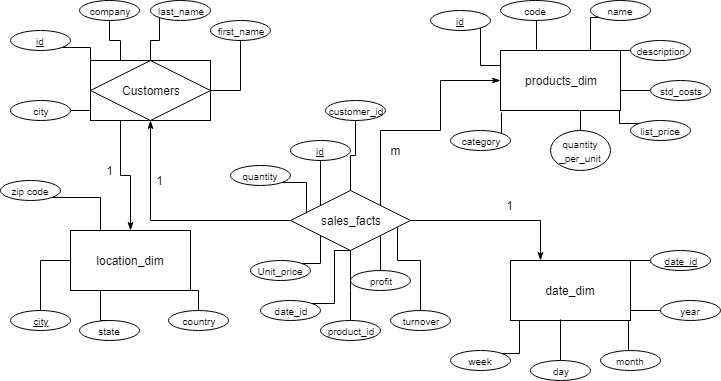 company
last_name
code
name
id
first_name
id
description
Customers
products_dim
std_costs
city
customer_id
list_price
category
quantity
_per_unit
id
m
1
quantity
1
zip code
1
sales_facts
location_dim
date_id
Unit_price
profit
date_dim
date_id
year
city
state
country
product_id
turnover
week
day
month